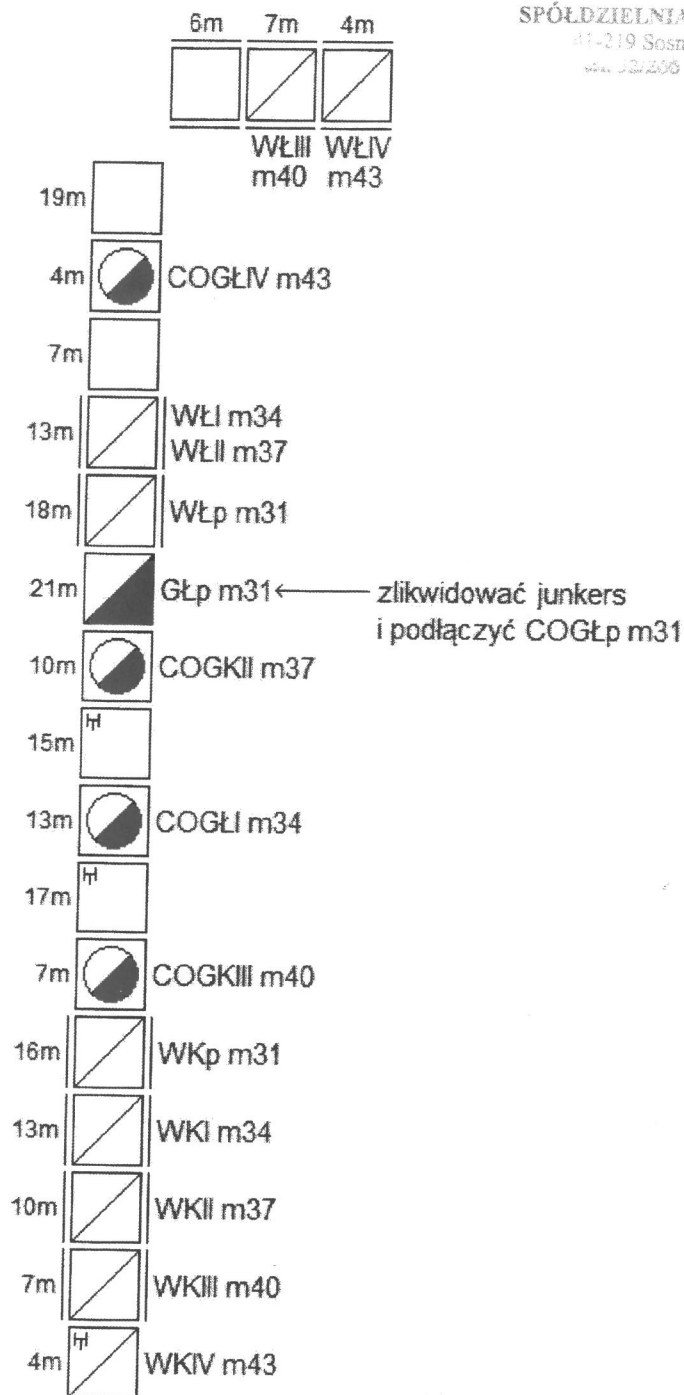 SPÓŁDZIELNIA
6m 7m 4m
WŁIII WŁIV
m40 m43
19m
4m COGŁIV m43
7m
13m WŁI m34
WŁII m37
18m WŁp m31
21m GŁp m31 zlikwidować junkers
i podłączyć COGŁp m31
10m COGKII m37
15m
13m COGŁI m34
17m
7m COGKIII m40
16m WKp m31
13m WKI m34
10m WKII m37
7m WKIII m40
4m WKIV m43